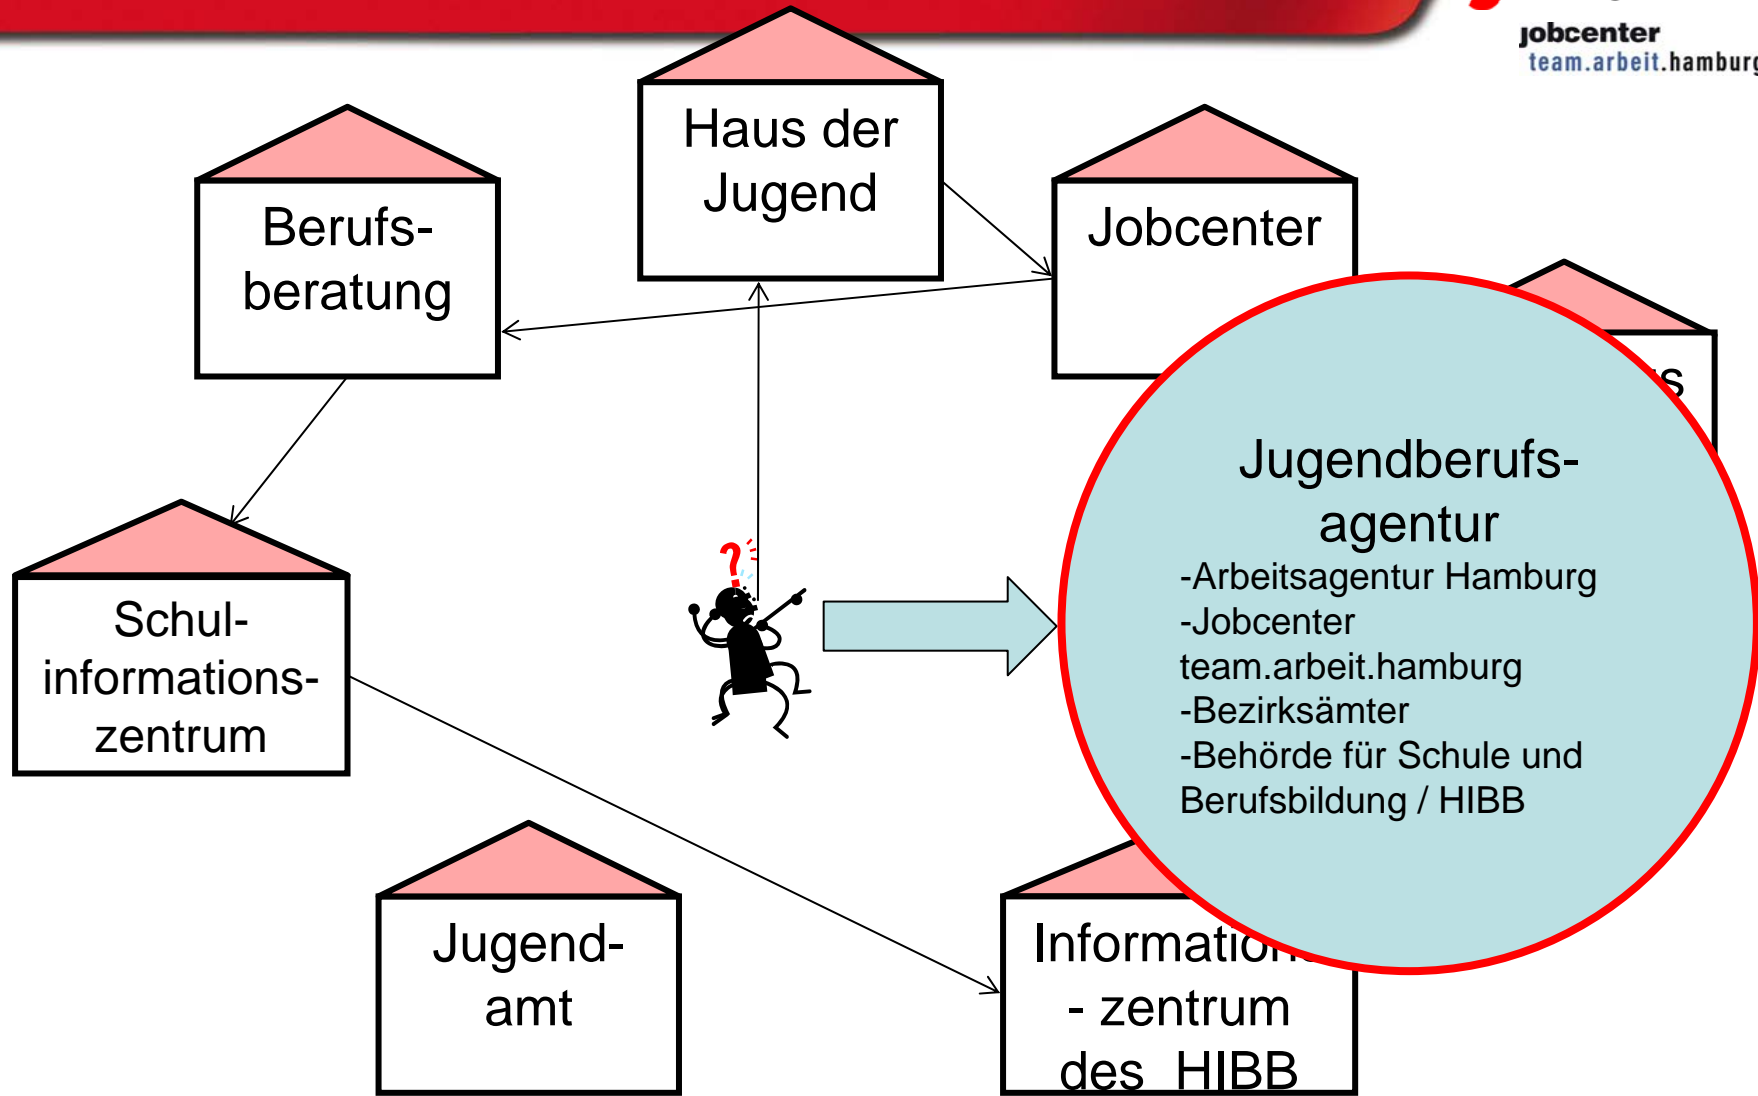 jobcenter
team.arbeit.hamburg
Haus der
Jugend
Berufs-
beratung
Jobcenter
Jugendberufs-
agentur
-Arbeitsagentur Hamburg
-Jobcenter
team.arbeit.hamburg
-Bezirksämter
-Behörde für Schule und
Berufsbildung / HIBB
?
Schul-
informations-
zentrum
Jugend-
amt
Informations
- zentrum
des HIBB